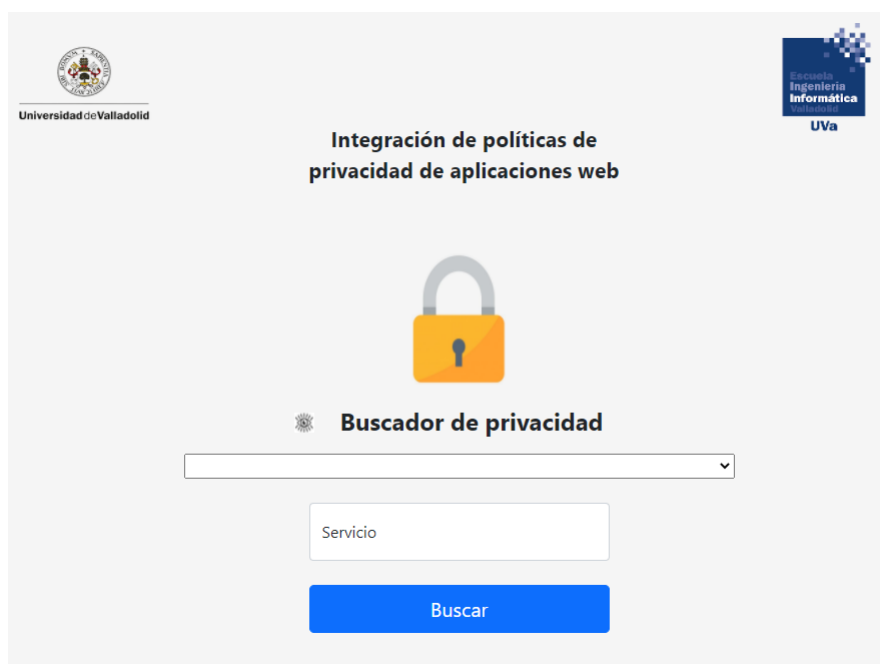 Universidad de Valladolid
Escuela
Ingeniería
Informática
Valladolid
UVa
Integración de políticas de
privacidad de aplicaciones web
Buscador de privacidad
Servicio
Buscar